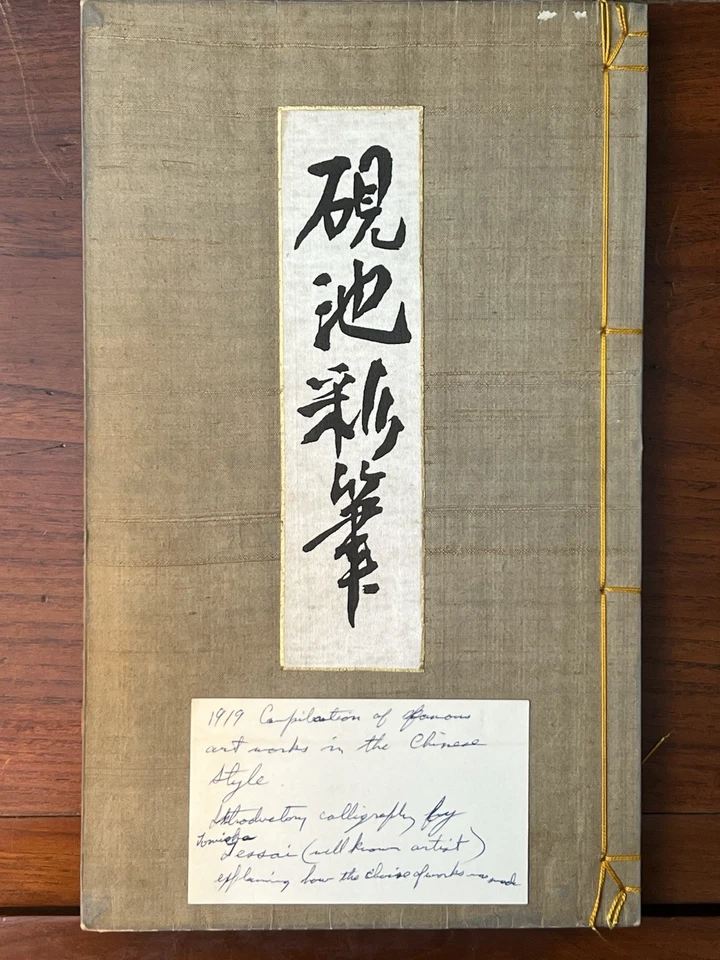 硯池彩筆
1919 Compilation of famous
art works in the Chinese
style.
Introductory calligraphy by
Tomioka
Tessai (well known artist)
explaining how the choice of works was made